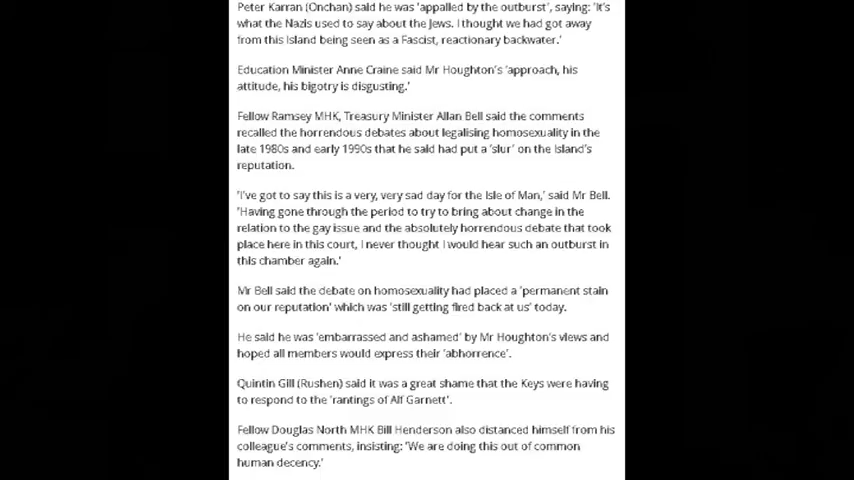 Peter Karran (Onchan) said he was 'appalled by the outburst', saying: 'It's
what the Nazis used to say about the Jews. I thought we had got away
from this Island being seen as a Fascist, reactionary backwater.'
Education Minister Anne Craine said Mr Houghton's 'approach, his
attitude, his bigotry is disgusting.'
Fellow Ramsey MHK, Treasury Minister Allan Bell said the comments
recalled the horrendous debates about legalising homosexuality in the
late 1980s and early 1990s that he said had put a 'slur' on the Island's
reputation.
'I've got to say this is a very, very sad day for the Isle of Man,' said Mr Bell.
'Having gone through the period to try to bring about change in the
relation to the gay issue and the absolutely horrendous debate that took
place here in this court, I never thought I would hear such an outburst in
this chamber again.'
Mr Bell said the debate on homosexuality had placed a 'permanent stain
on our reputation' which was 'still getting fired back at us' today.
He said he was 'embarrassed and ashamed' by Mr Houghton's views and
hoped all members would express their 'abhorrence'.
Quintin Gill (Rushen) said it was a great shame that the Keys were having
to respond to the 'rantings of Alf Garnett'.
Fellow Douglas North MHK Bill Henderson also distanced himself from his
colleague's comments, insisting: 'We are doing this out of common
human decency.'